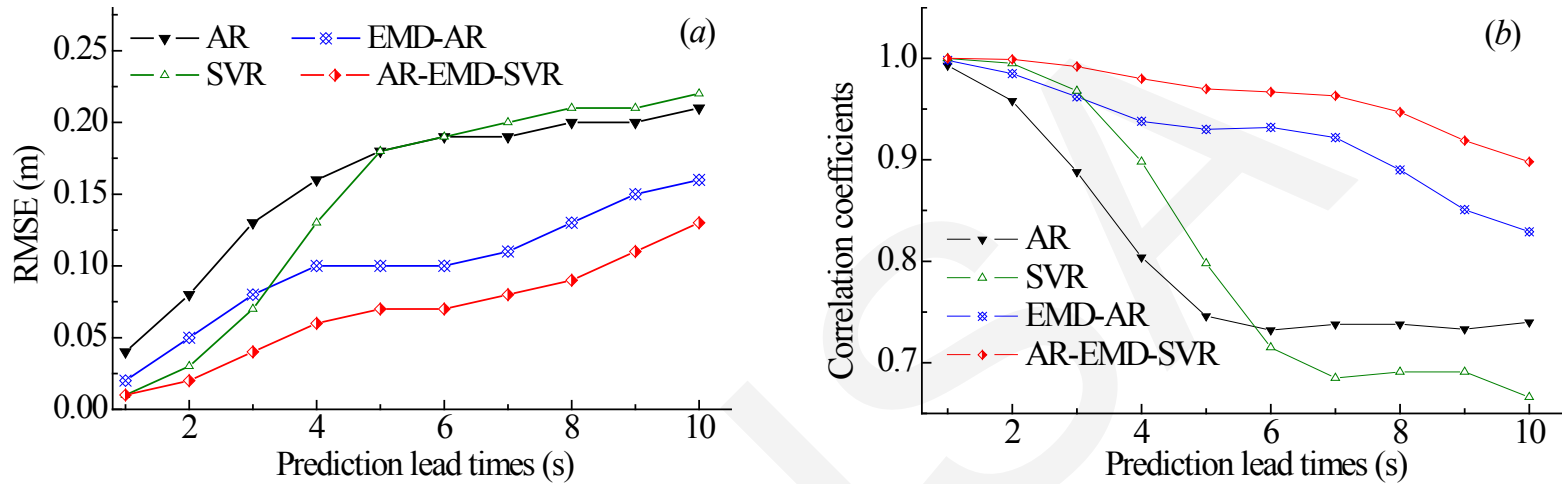 (a)
AR
EMD-AR
SVR
AR-EMD-SVR
0.25
0.20
0.15
0.10
0.05
0.00
RMSE (m)
2 4 6 8 10
Prediction lead times (s)
(b)
1.0
0.9
0.8
0.7
Correlation coefficients
AR
SVR
EMD-AR
AR-EMD-SVR
2 4 6 8 10
Prediction lead times (s)